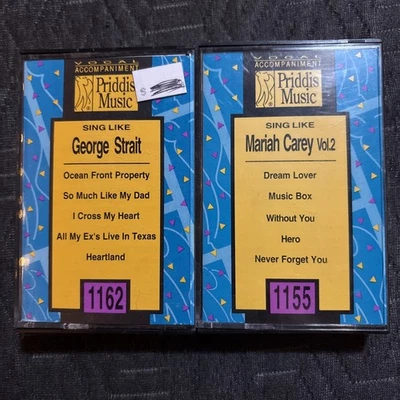 VOCAL
ACCOMPANIMENT
Priddis
Music
$
SING LIKE
George Strait
Ocean Front Property
So Much Like My Dad
I Cross My Heart
All My Ex's Live In Texas
Heartland
1162
VOCAL
ACCOMPANIMENT
Priddis
Music
SING LIKE
Mariah Carey Vol.2
Dream Lover
Music Box
Without You
Hero
Never Forget You
1155